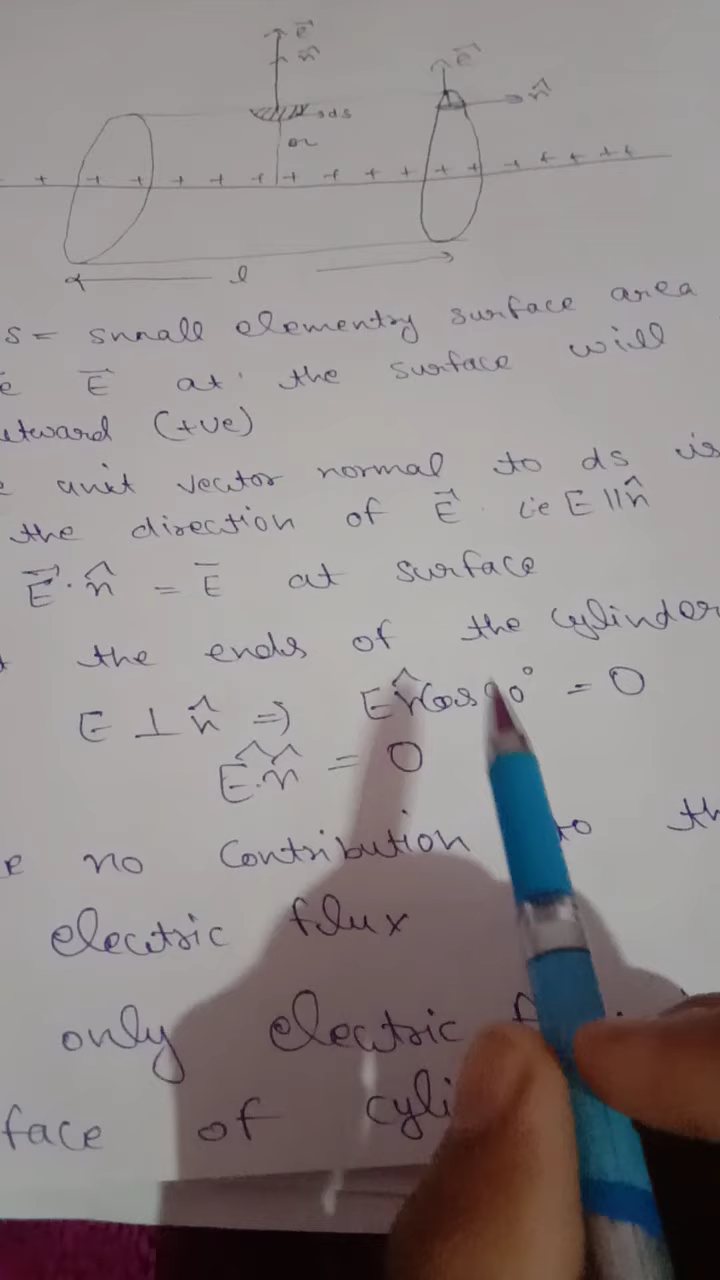 E⃗
n̂
E⃗
n̂
ds
+ + + + + + + + + + + + + + + +
l
s = small elementry surface area
E⃗ at the surface will
utward (+ve)
unit vector normal to ds is
the direction of E⃗. ie E || n̂
E⃗ · n̂ = E̅ at surface
the ends of the cylinder
E ⊥ n̂ ⇒ E n̂ Cos 90° = 0
E⃗·n̂ = 0
no Contribution to th
electric flux
only electric f
face of cyli